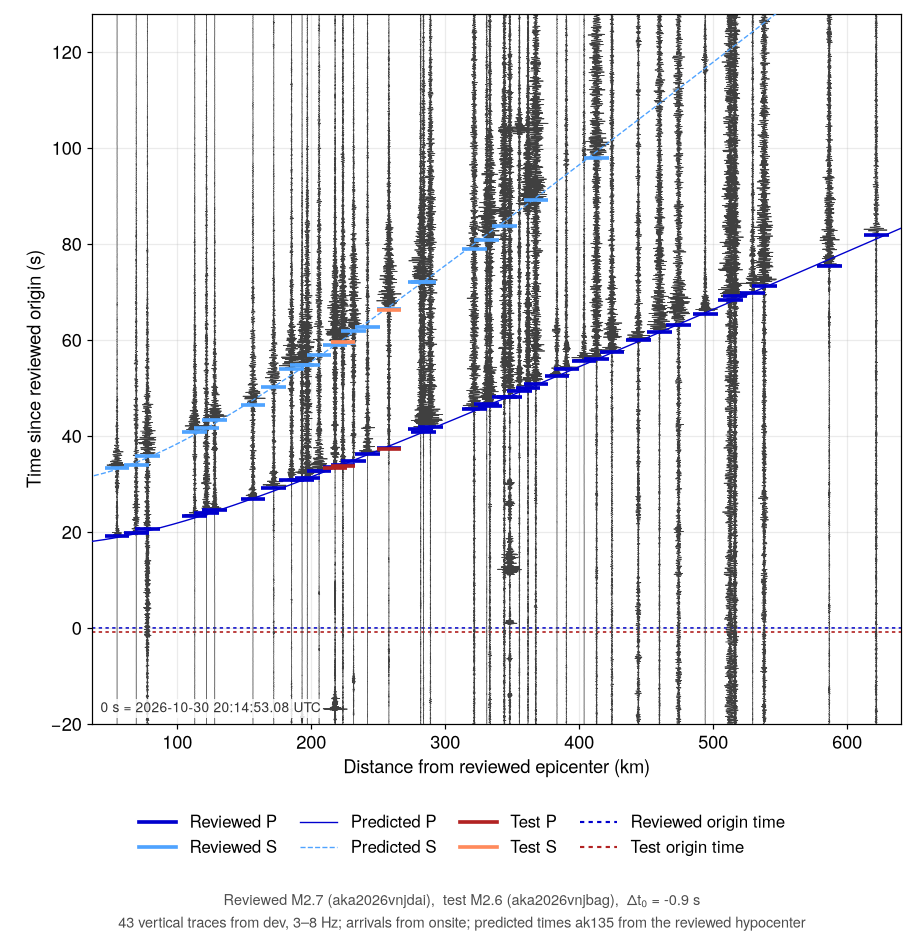 120
100
80
60
40
20
0
−20
Time since reviewed origin (s)
0 s = 2026-10-30 20:14:53.08 UTC
100 200 300 400 500 600
Distance from reviewed epicenter (km)
Reviewed P Predicted P Test P Reviewed origin time
Reviewed S Predicted S Test S Test origin time
Reviewed M2.7 (aka2026vnjdai), test M2.6 (aka2026vnjbag), Δt₀ = -0.9 s
43 vertical traces from dev, 3–8 Hz; arrivals from onsite; predicted times ak135 from the reviewed hypocenter